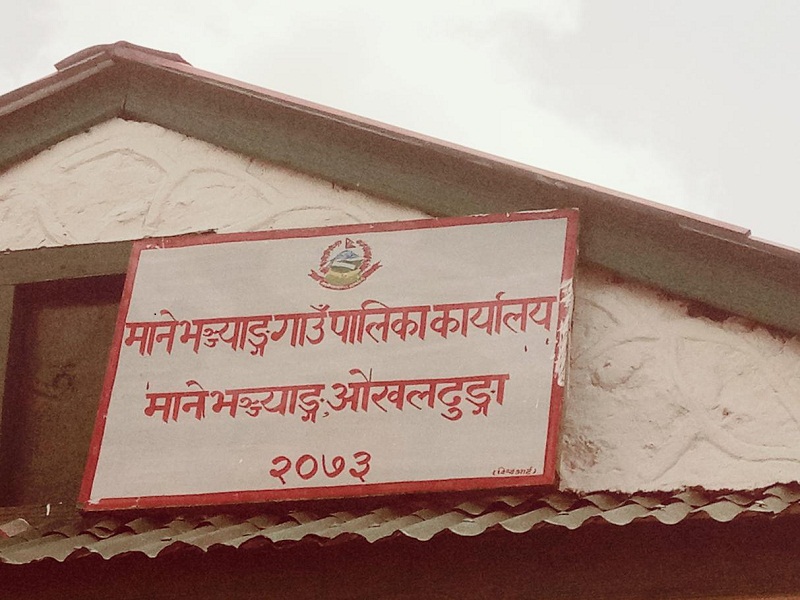 मानेभञ्ज्याङ्ग गाउँपालिका कार्यालय
मानेभञ्ज्याङ्ग, ओखलढुङ्गा
२०७३